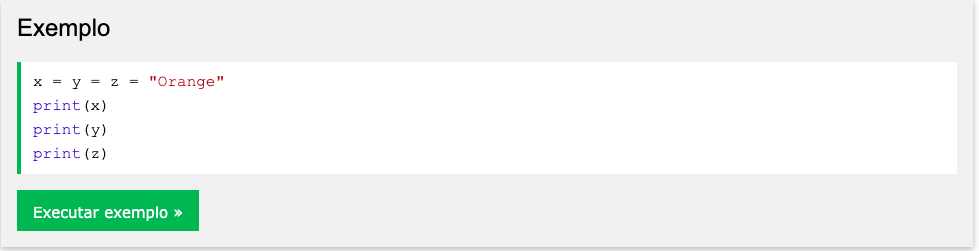 Exemplo
x = y = z = "Orange"
print(x)
print(y)
print(z)
Executar exemplo »